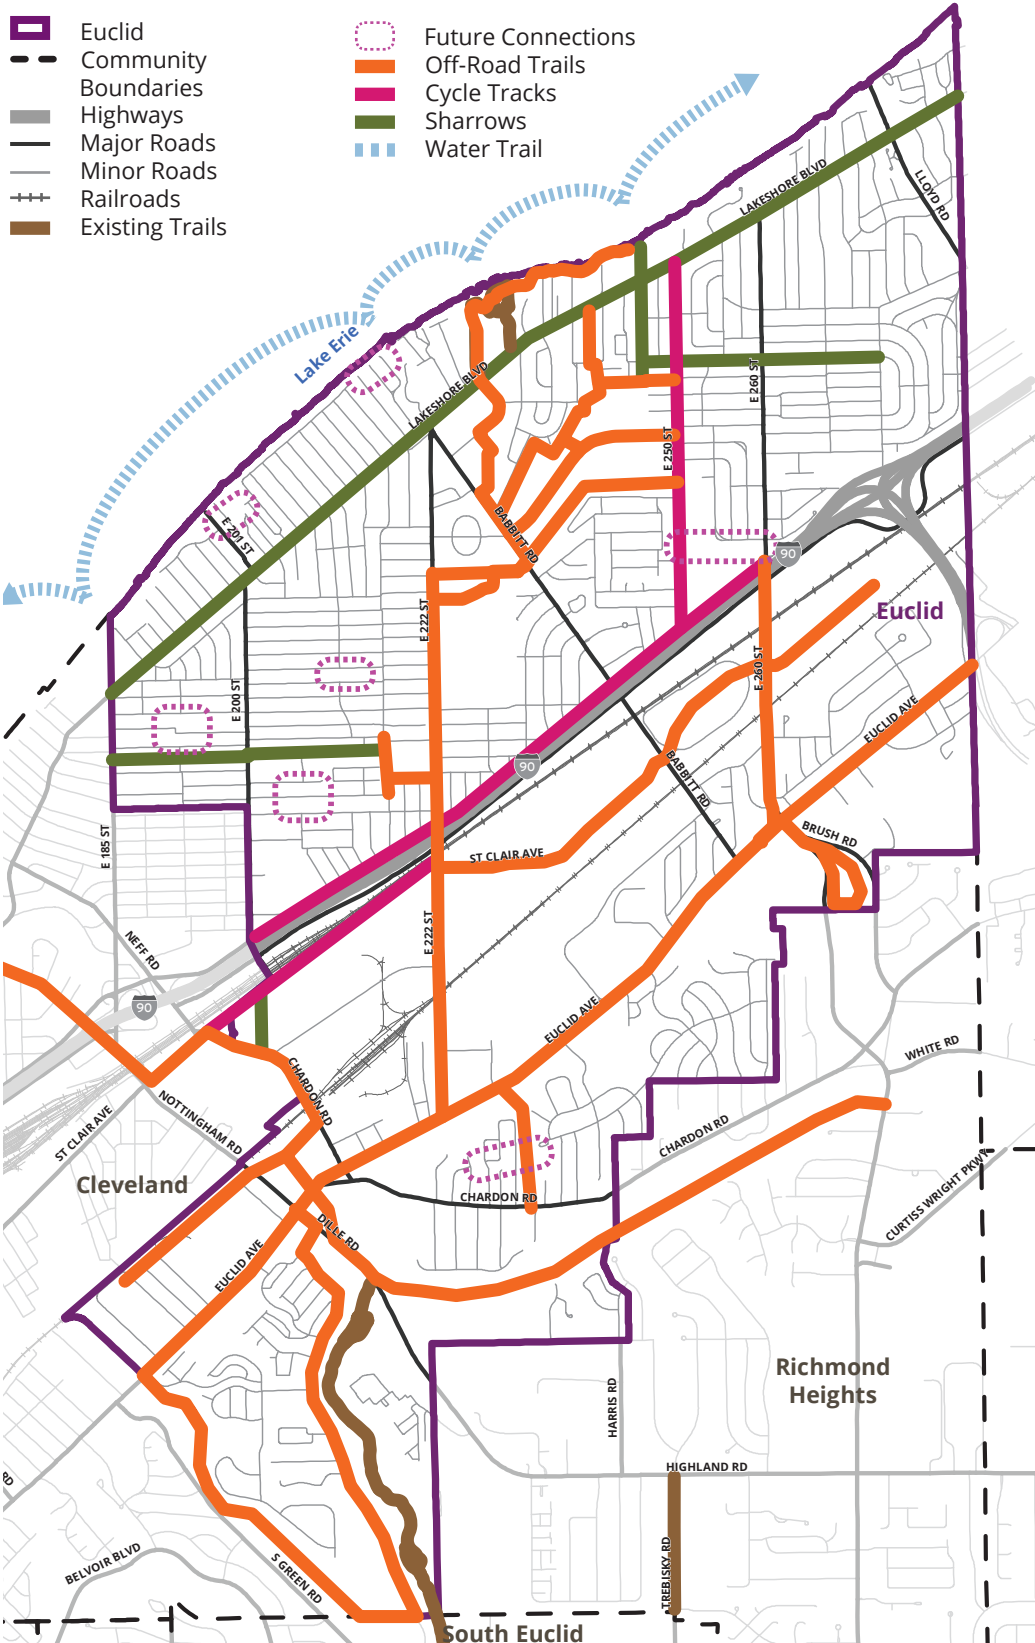 Euclid
Community
Boundaries
Highways
Major Roads
Minor Roads
Railroads
Existing Trails
Future Connections
Off-Road Trails
Cycle Tracks
Sharrows
Water Trail
LAKESHORE BLVD
LLOYD RD
Lake Erie
LAKESHORE BLVD
E 260 ST
E 250 ST
E 201 ST
BABBITT RD
90
E 222 ST
Euclid
E 260 ST
E 200 ST
EUCLID AVE
90
BABBITT RD
E 185 ST
ST CLAIR AVE
BRUSH RD
E 222 ST
NEFF RD
90
EUCLID AVE
WHITE RD
CHARDON RD
NOTTINGHAM RD
ST CLAIR AVE
CHARDON RD
CURTISS WRIGHT PKWY
Cleveland
CHARDON RD
DILLE RD
EUCLID AVE
Richmond
Heights
HARRIS RD
HIGHLAND RD
RD
BELVOIR BLVD
S GREEN RD
TREBISKY RD
South Euclid